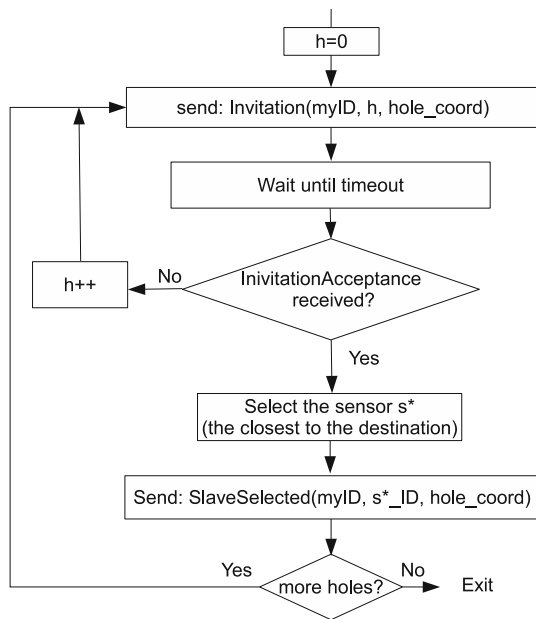 h=0
send: Invitation(myID, h, hole_coord)
Wait until timeout
InivitationAcceptance
received?
No
h++
Yes
Select the sensor s*
(the closest to the destination)
Send: SlaveSelected(myID, s*_ID, hole_coord)
Yes
more holes?
No
Exit